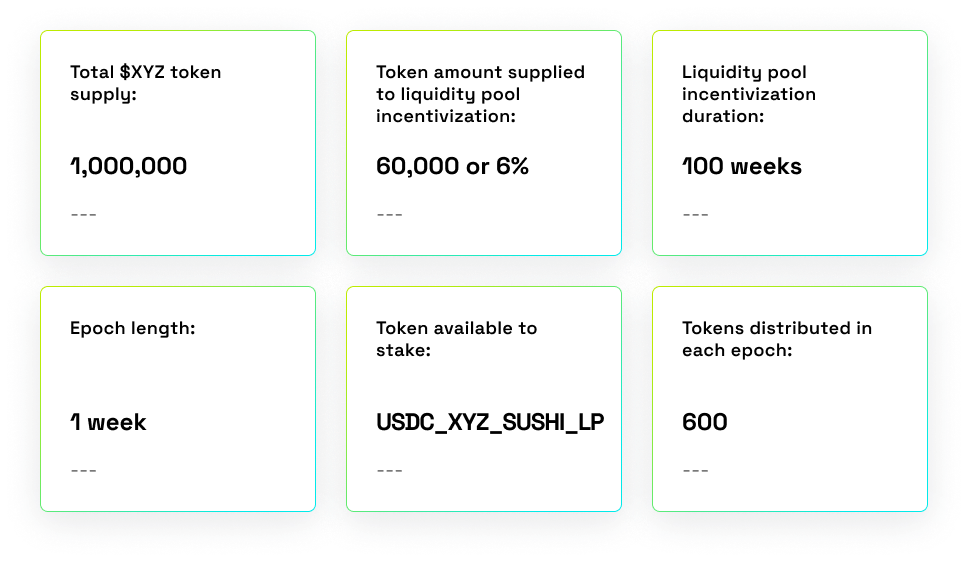 Total $XYZ token
supply:
1,000,000
---
Token amount supplied
to liquidity pool
incentivization:
60,000 or 6%
---
Liquidity pool
incentivization
duration:
100 weeks
---
Epoch length:
1 week
---
Token available to
stake:
USDC_XYZ_SUSHI_LP
---
Tokens distributed in
each epoch:
600
---